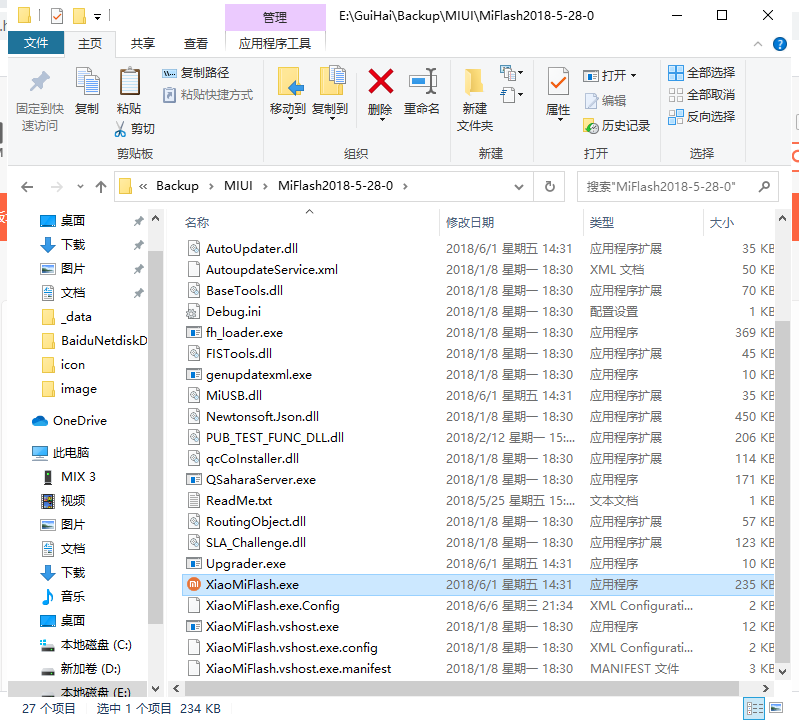 管理
E:\GuiHai\Backup\MIUI\MiFlash2018-5-28-0
文件 主页 共享 查看 应用程序工具
固定到快速访问
复制
粘贴
复制路径
粘贴快捷方式
剪切
剪贴板
移动到 复制到 删除 重命名
组织
新建文件夹
新建
属性
打开
编辑
历史记录
打开
全部选择
全部取消
反向选择
选择
« Backup › MIUI › MiFlash2018-5-28-0 ›
搜索"MiFlash2018-5-28-0"
桌面
下载
图片
文档
_data
BaiduNetdiskD
icon
image
OneDrive
此电脑
MIX 3
视频
图片
文档
下载
音乐
桌面
本地磁盘 (C:)
新加卷 (D:)
本地磁盘 (E:)
名称 修改日期 类型 大小
AutoUpdater.dll 2018/6/1 星期五 14:31 应用程序扩展 35 KB
AutoupdateService.xml 2018/1/8 星期一 18:30 XML 文档 50 KB
BaseTools.dll 2018/1/8 星期一 18:30 应用程序扩展 70 KB
Debug.ini 2018/1/8 星期一 18:30 配置设置 1 KB
fh_loader.exe 2018/1/8 星期一 18:30 应用程序 369 KB
FISTools.dll 2018/1/8 星期一 18:30 应用程序扩展 45 KB
genupdatexml.exe 2018/1/8 星期一 18:30 应用程序 10 KB
MiUSB.dll 2018/6/1 星期五 14:31 应用程序扩展 35 KB
Newtonsoft.Json.dll 2018/1/8 星期一 18:30 应用程序扩展 450 KB
PUB_TEST_FUNC_DLL.dll 2018/2/12 星期一 15:... 应用程序扩展 206 KB
qcCoInstaller.dll 2018/1/8 星期一 18:30 应用程序扩展 114 KB
QSaharaServer.exe 2018/1/8 星期一 18:30 应用程序 171 KB
ReadMe.txt 2018/5/25 星期五 15:... 文本文档 1 KB
RoutingObject.dll 2018/1/8 星期一 18:30 应用程序扩展 57 KB
SLA_Challenge.dll 2018/1/8 星期一 18:30 应用程序扩展 123 KB
Upgrader.exe 2018/6/1 星期五 14:31 应用程序 10 KB
XiaoMiFlash.exe 2018/6/1 星期五 14:31 应用程序 235 KB
XiaoMiFlash.exe.Config 2018/6/6 星期三 21:34 XML Configurati... 2 KB
XiaoMiFlash.vshost.exe 2018/1/8 星期一 18:30 应用程序 12 KB
XiaoMiFlash.vshost.exe.config 2018/1/8 星期一 18:30 XML Configurati... 2 KB
XiaoMiFlash.vshost.exe.manifest 2018/1/8 星期一 18:30 MANIFEST 文件 3 KB
27 个项目 选中 1 个项目 234 KB